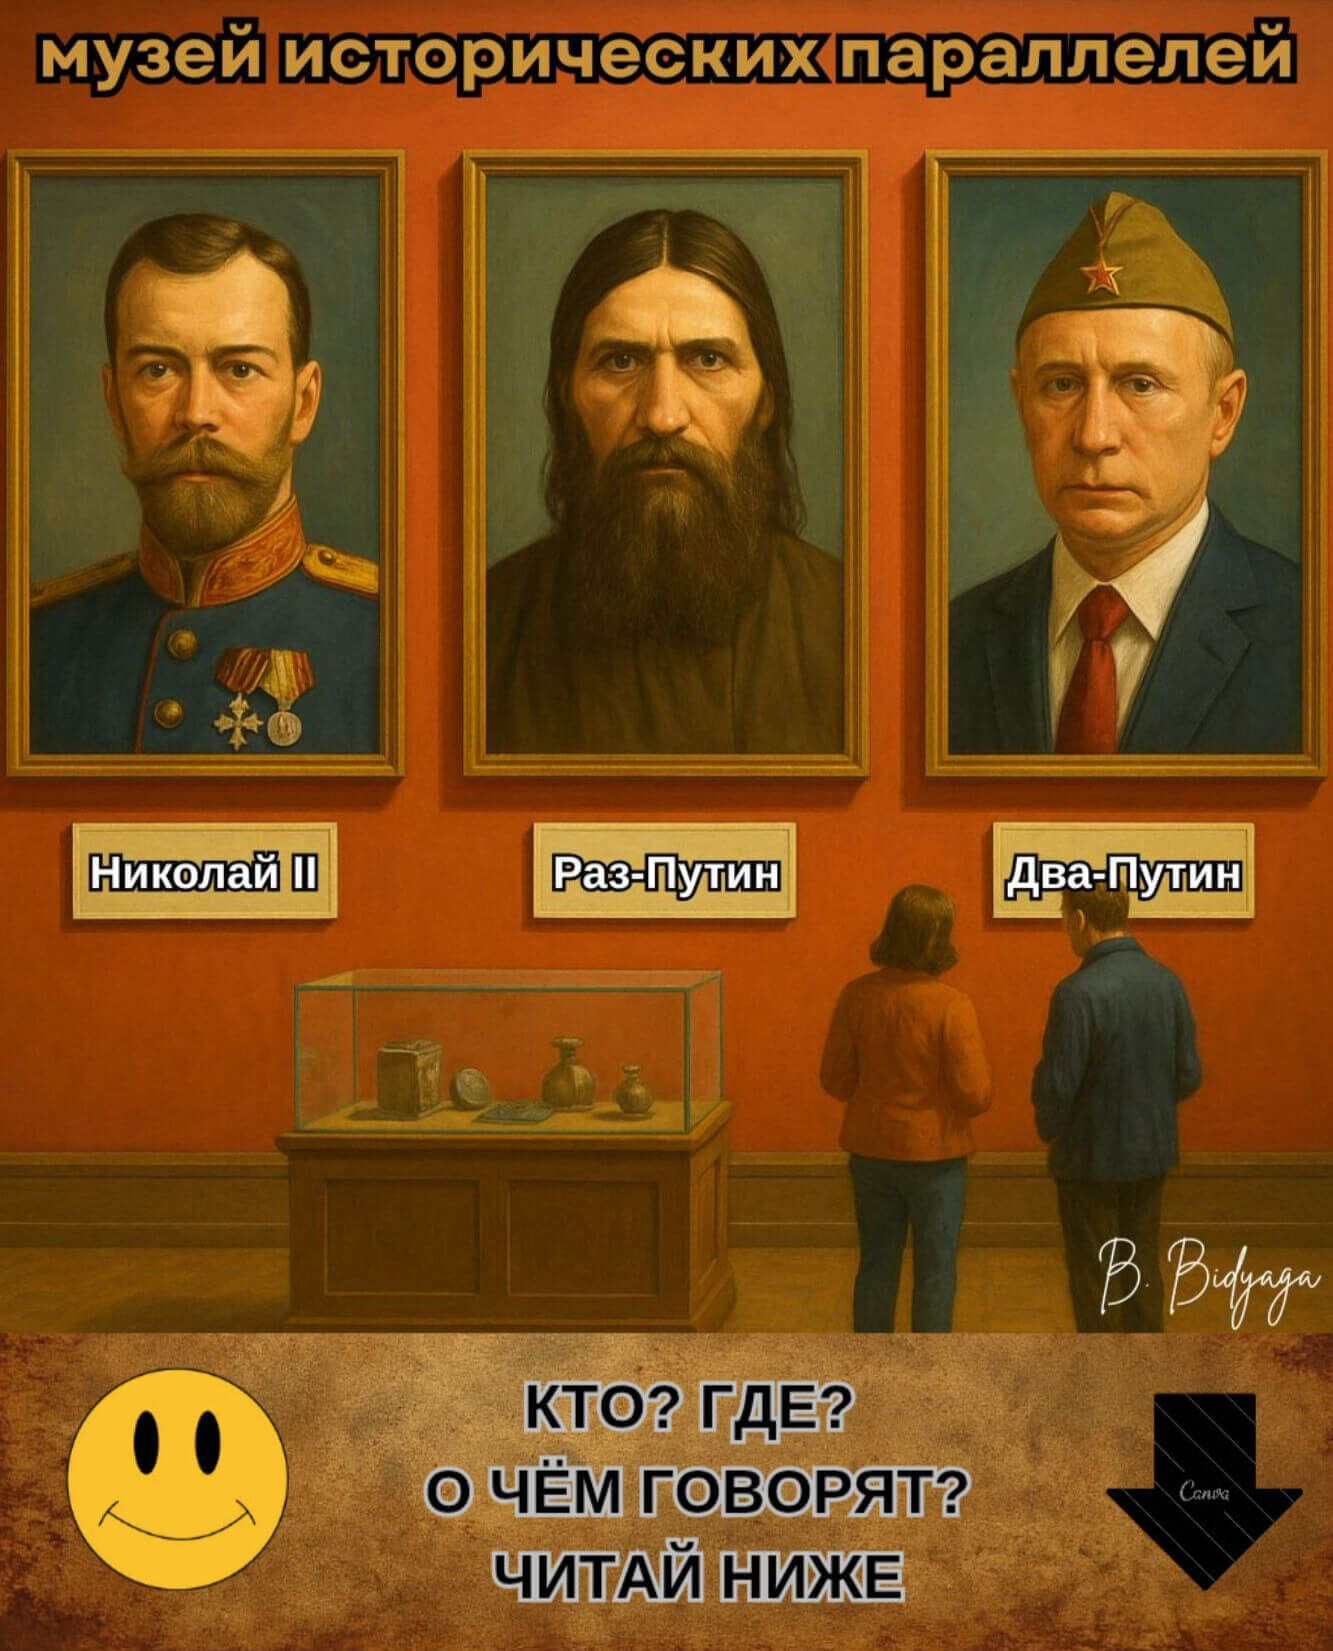 музей исторических параллелей
Николай II
Раз-Путин
Два-Путин
B. Bidyaga
КТО? ГДЕ?
О ЧЁМ ГОВОРЯТ?
ЧИТАЙ НИЖЕ
Canva